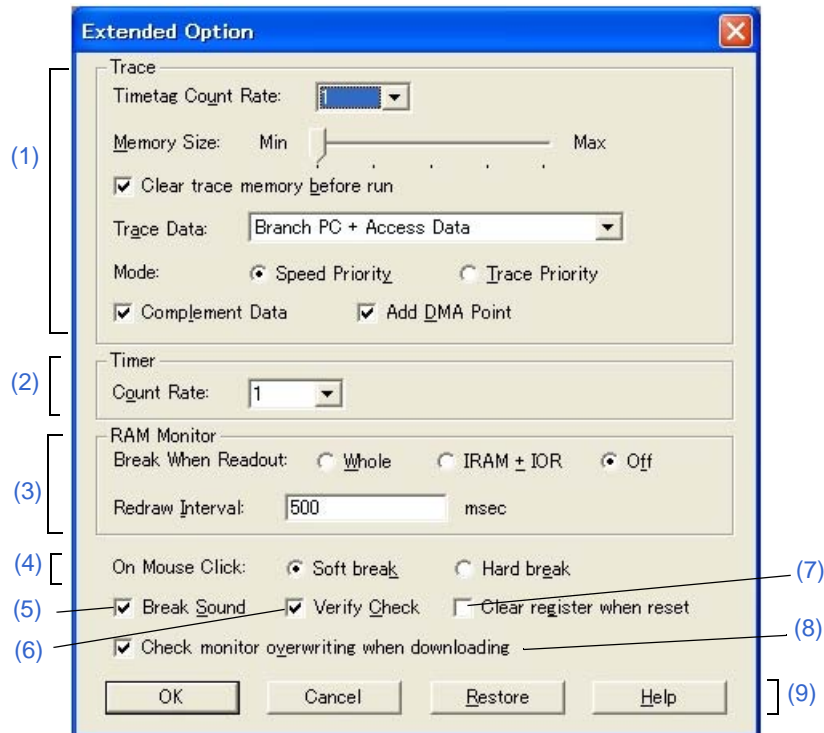 Extended Option
Trace
Timetag Count Rate: 1
(1)
Memory Size: Min Max
Clear trace memory before run
Trace Data: Branch PC + Access Data
Mode: Speed Priority Trace Priority
Complement Data Add DMA Point
Timer
(2)
Count Rate: 1
RAM Monitor
Break When Readout: Whole IRAM + IOR Off
(3)
Redraw Interval: 500 msec
(4) On Mouse Click: Soft break Hard break
(7)
(5) Break Sound Verify Check Clear register when reset
(6)
(8)
Check monitor overwriting when downloading
OK Cancel Restore Help
(9)